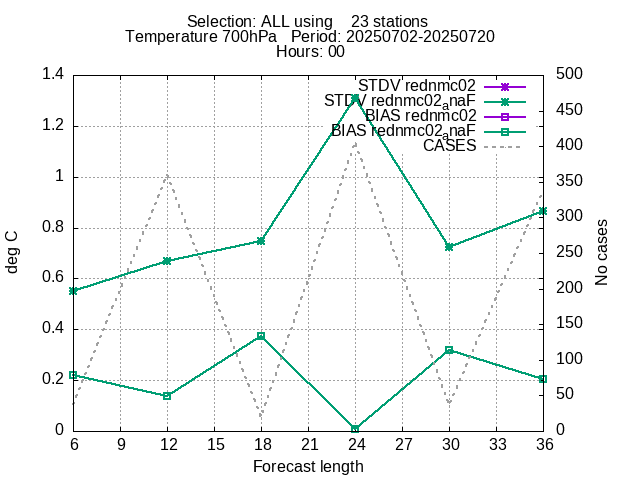 Selection: ALL using    23 stations
Temperature 700hPa   Period: 20250702-20250720
Hours: 00
STDV rednmc02
STDV rednmc02anaF
BIAS rednmc02
BIAS rednmc02anaF
CASES
deg C
1.4
1.2
1
0.8
0.6
0.4
0.2
0
500
450
400
350
300
250
200
150
100
50
0
No cases
6 9 12 15 18 21 24 27 30 33 36
Forecast length